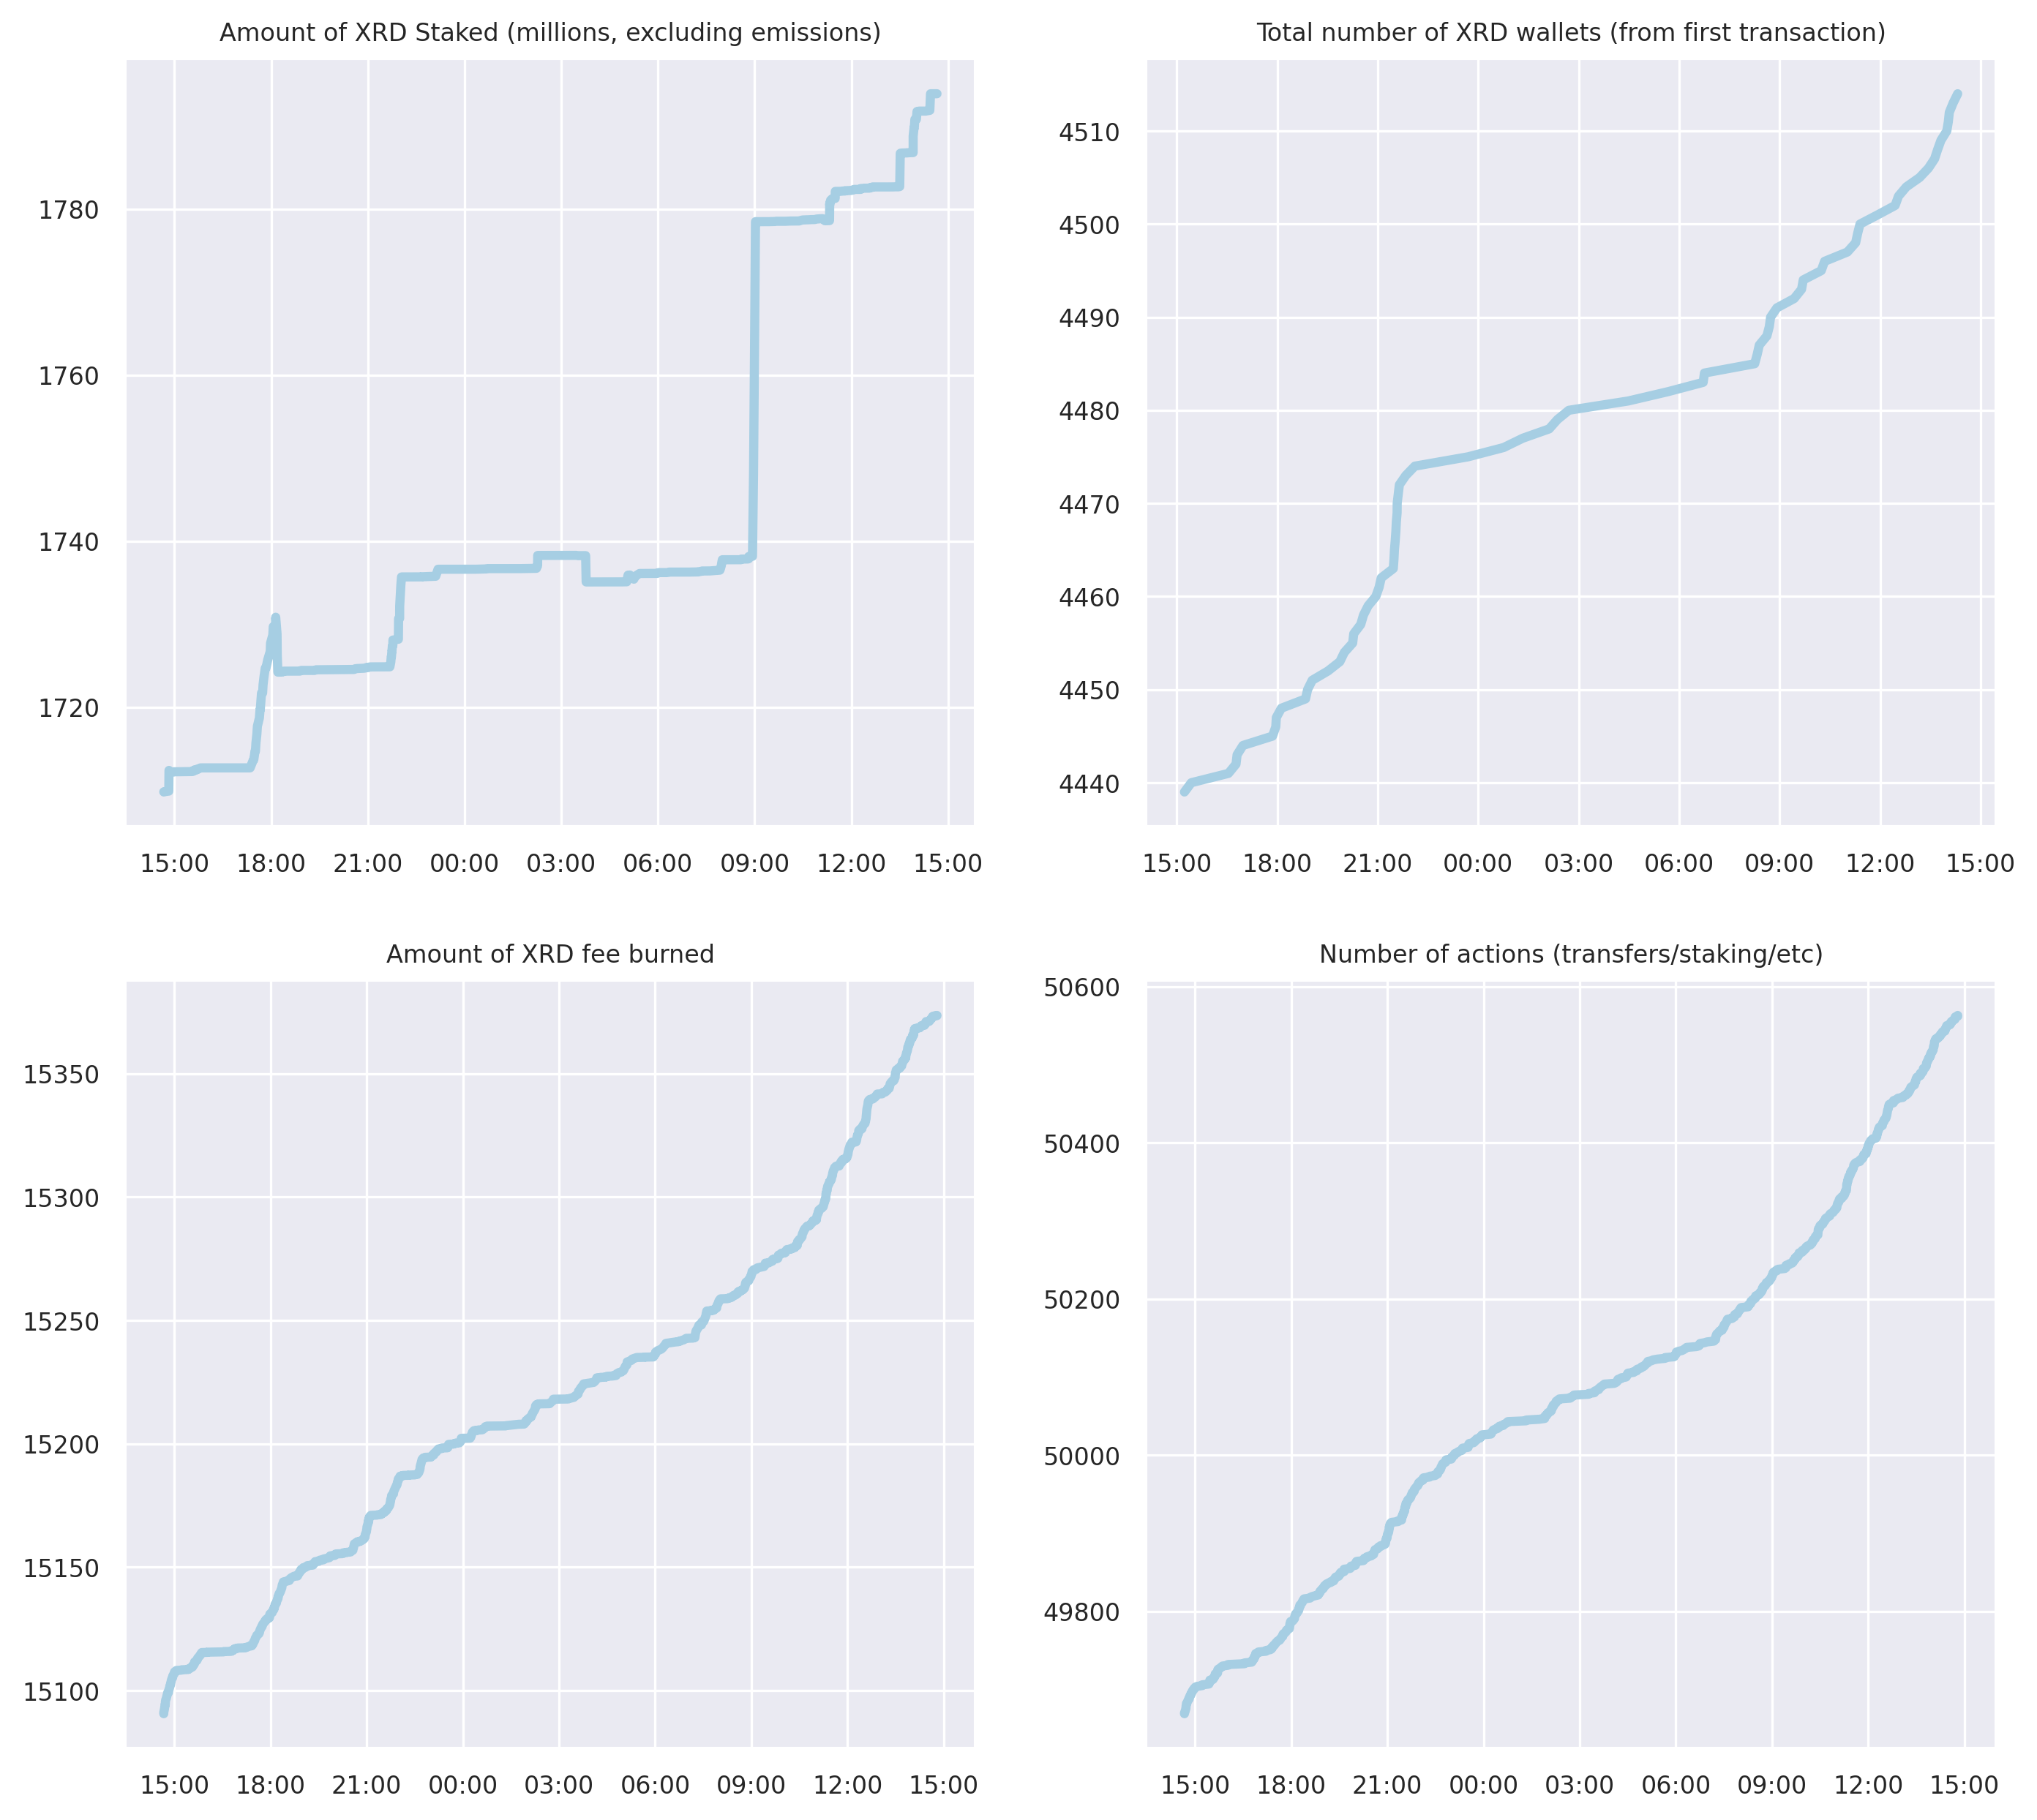 Amount of XRD Staked (millions, excluding emissions)
1780
1760
1740
1720
15:00 18:00 21:00 00:00 03:00 06:00 09:00 12:00 15:00
Total number of XRD wallets (from first transaction)
4510
4500
4490
4480
4470
4460
4450
4440
15:00 18:00 21:00 00:00 03:00 06:00 09:00 12:00 15:00
Amount of XRD fee burned
15350
15300
15250
15200
15150
15100
15:00 18:00 21:00 00:00 03:00 06:00 09:00 12:00 15:00
Number of actions (transfers/staking/etc)
50600
50400
50200
50000
49800
15:00 18:00 21:00 00:00 03:00 06:00 09:00 12:00 15:00